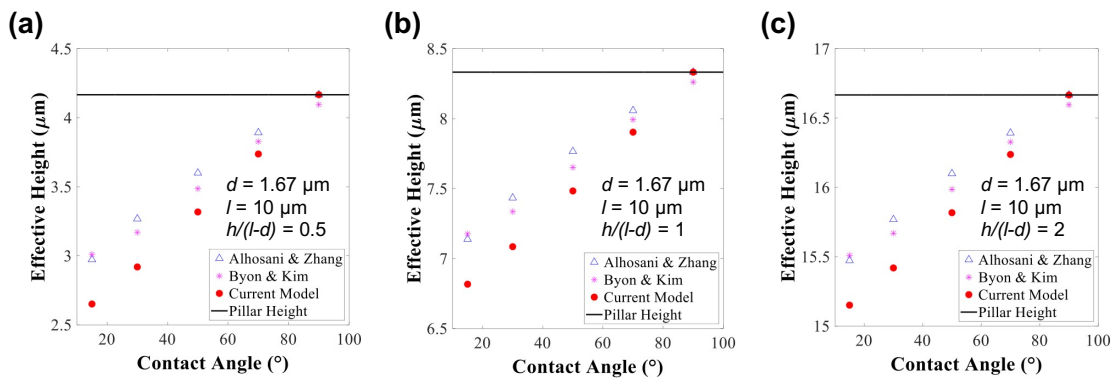 (a)
4.5
4
3.5
3
2.5
20 40 60 80 100
Effective Height (μm)
Contact Angle (°)
d = 1.67 μm
l = 10 μm
h/(l-d) = 0.5
Alhosani & Zhang
Byon & Kim
Current Model
Pillar Height
(b)
8.5
8
7.5
7
6.5
20 40 60 80 100
Effective Height (μm)
Contact Angle (°)
d = 1.67 μm
l = 10 μm
h/(l-d) = 1
Alhosani & Zhang
Byon & Kim
Current Model
Pillar Height
(c)
17
16.5
16
15.5
15
20 40 60 80 100
Effective Height (μm)
Contact Angle (°)
d = 1.67 μm
l = 10 μm
h/(l-d) = 2
Alhosani & Zhang
Byon & Kim
Current Model
Pillar Height